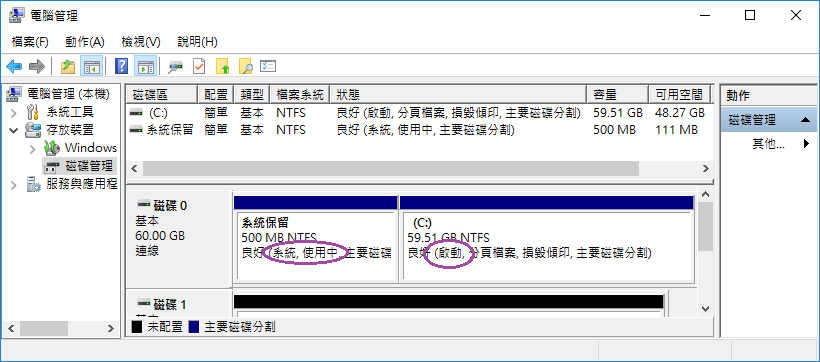 電腦管理
檔案(F) 動作(A) 檢視(V) 說明(H)
電腦管理 (本機)
系統工具
存放裝置
Windows
磁碟管理
服務與應用程
磁碟區 配置 類型 檔案系統 狀態 容量 可用空間
(C:) 簡單 基本 NTFS 良好 (啟動, 分頁檔案, 損毀傾印, 主要磁碟分割) 59.51 GB 48.27 GB
系統保留 簡單 基本 NTFS 良好 (系統, 使用中, 主要磁碟分割) 500 MB 111 MB
磁碟 0
基本
60.00 GB
連線
系統保留
500 MB NTFS
良好 (系統, 使用中, 主要磁碟
(C:)
59.51 GB NTFS
良好 (啟動, 分頁檔案, 損毀傾印, 主要磁碟分割)
磁碟 1
未配置 主要磁碟分割
動作
磁碟管理
其他...